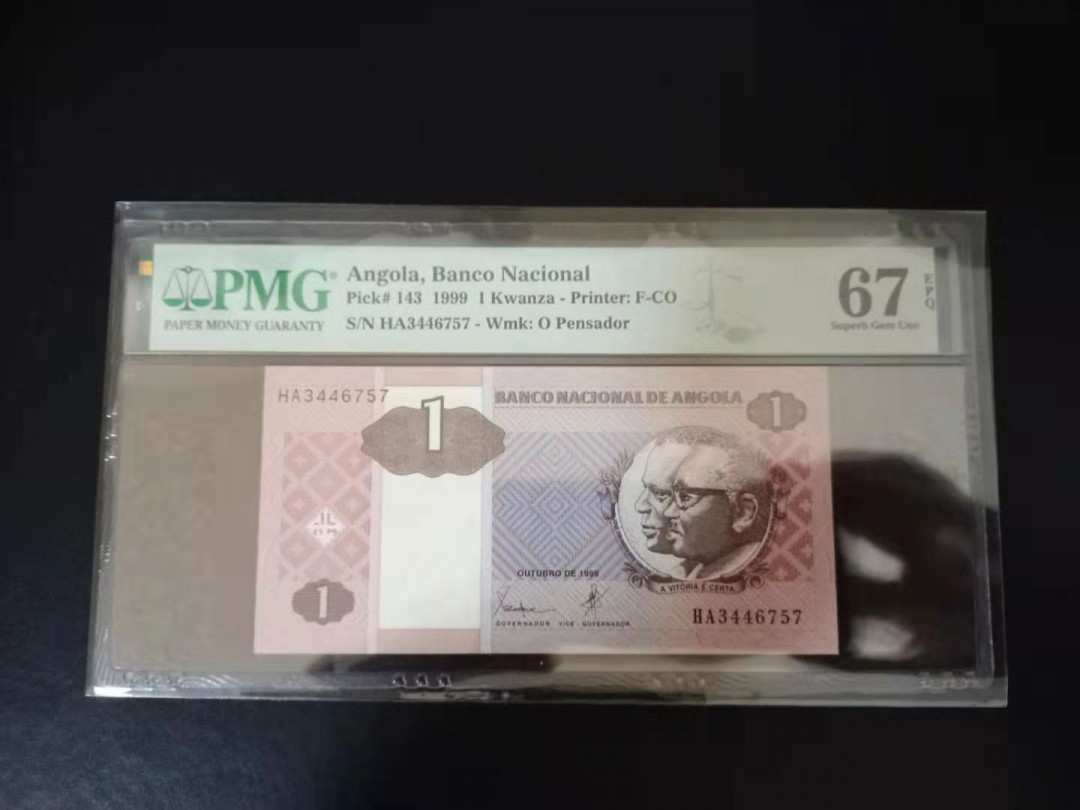 PMG®
PAPER MONEY GUARANTY
Angola, Banco Nacional
Pick# 143 1999 1 Kwanza - Printer: F-CO
S/N HA3446757 - Wmk: O Pensador
67
EPQ
Superb Gem Unc
HA3446757
1
BANCO NACIONAL DE ANGOLA
1
OUTUBRO DE 1999
A VITÓRIA É CERTA
1
GOVERNADOR VICE - GOVERNADOR
HA3446757